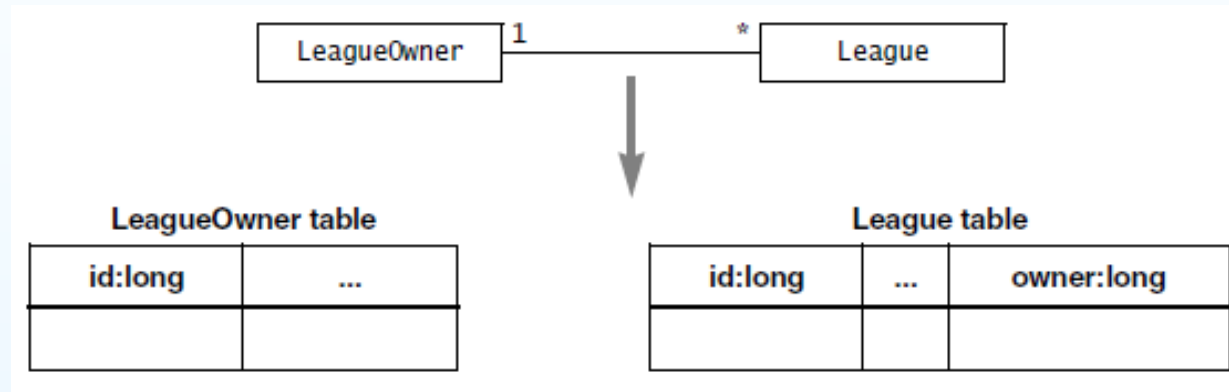 LeagueOwner 1 * League
LeagueOwner table League table
id:long ... id:long ... owner:long